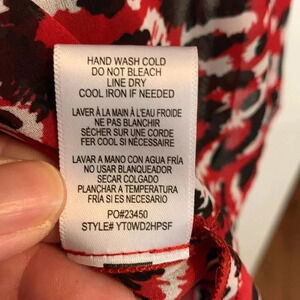 HAND WASH COLD
DO NOT BLEACH
LINE DRY
COOL IRON IF NEEDED
LAVER À LA MAIN À L'EAU FROIDE
NE PAS BLANCHIR
SÉCHER SUR UNE CORDE
FER COOL SI NÉCESSAIRE
LAVAR A MANO CON AGUA FRÍA
NO USAR BLANQUEADOR
SECAR COLGADO
PLANCHAR A TEMPERATURA
FRÍA SI ES NECESARIO
PO#23450
STYLE# YT0WD2HPSF